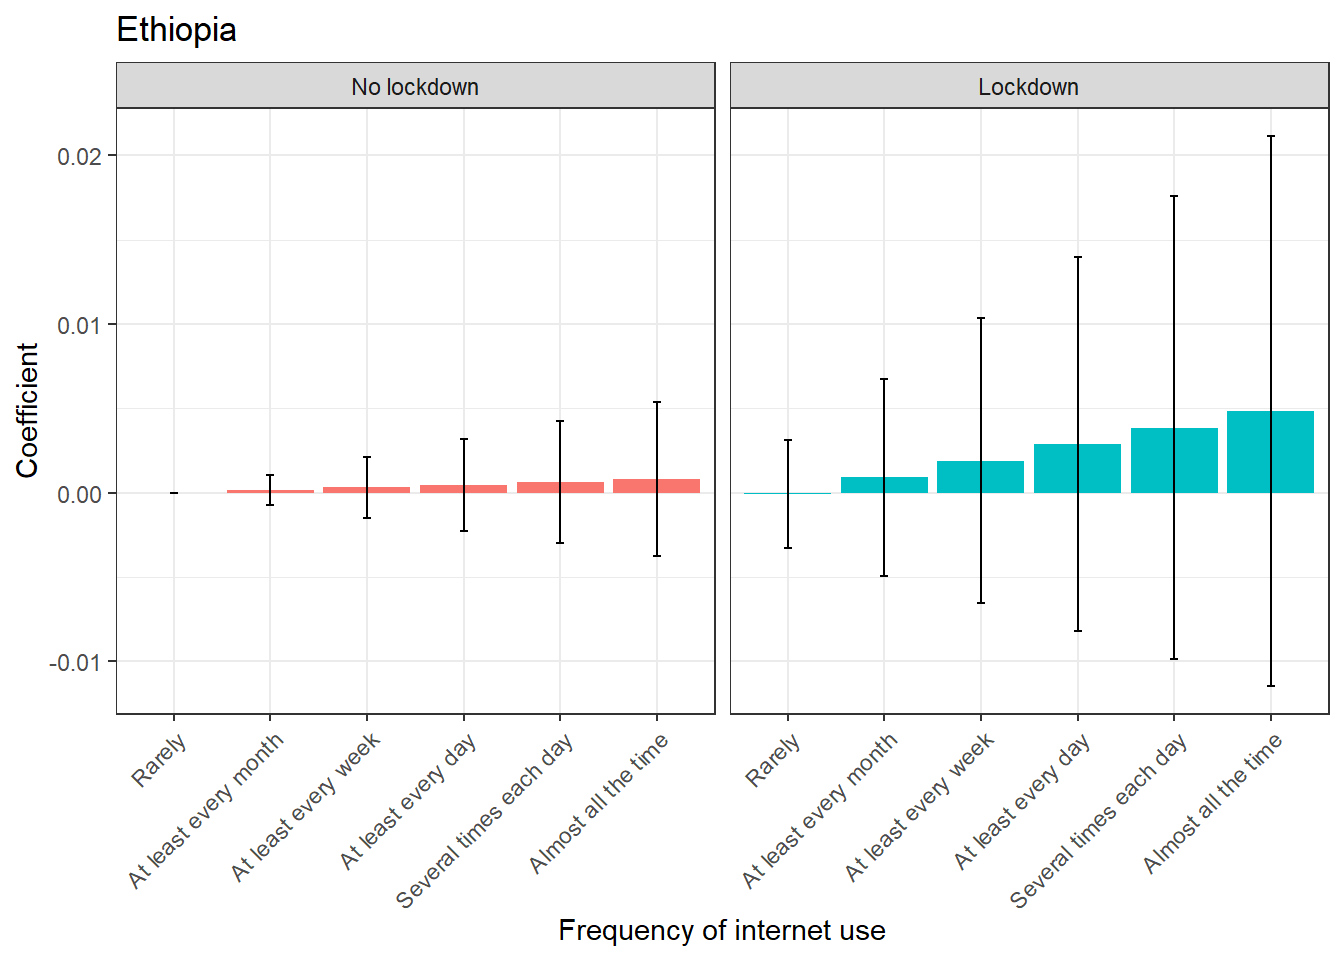 Ethiopia
No lockdown
Lockdown
0.02
0.01
0.00
-0.01
Coefficient
Rarely
At least every month
At least every week
At least every day
Several times each day
Almost all the time
Rarely
At least every month
At least every week
At least every day
Several times each day
Almost all the time
Frequency of internet use